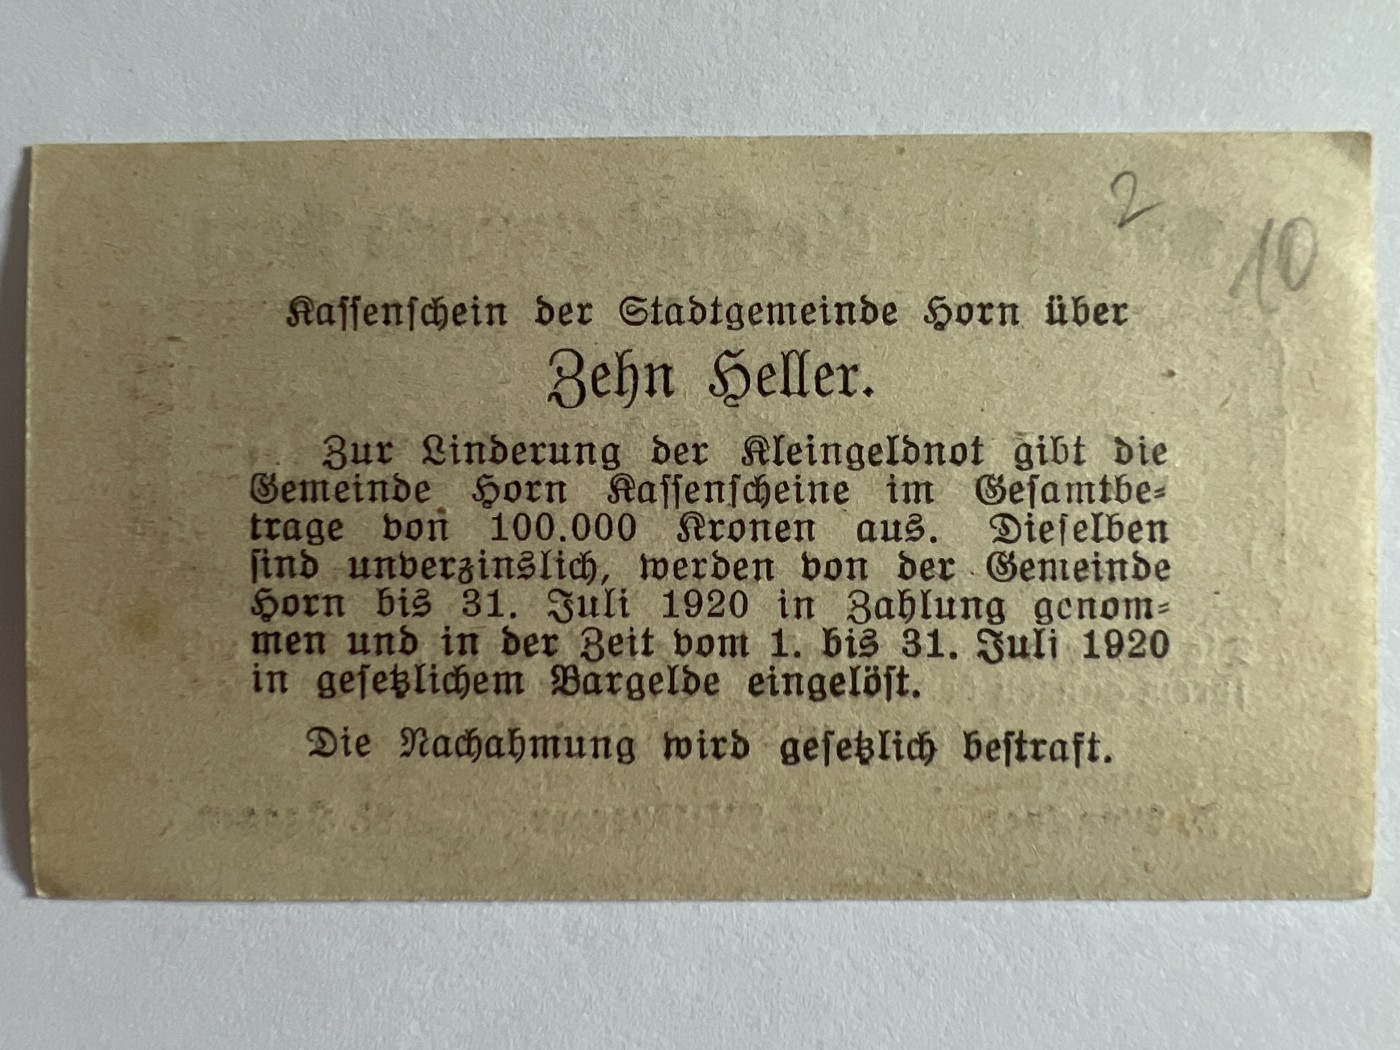 2
10
Kassenschein der Stadtgemeinde Horn über
Zehn Heller.
Zur Linderung der Kleingeldnot gibt die
Gemeinde Horn Kassenscheine im Gesamtbe-
trage von 100.000 Kronen aus. Dieselben
sind unverzinslich, werden von der Gemeinde
Horn bis 31. Juli 1920 in Zahlung genom-
men und in der Zeit vom 1. bis 31. Juli 1920
in gesetzlichem Bargelde eingelöst.
Die Nachahmung wird gesetzlich bestraft.